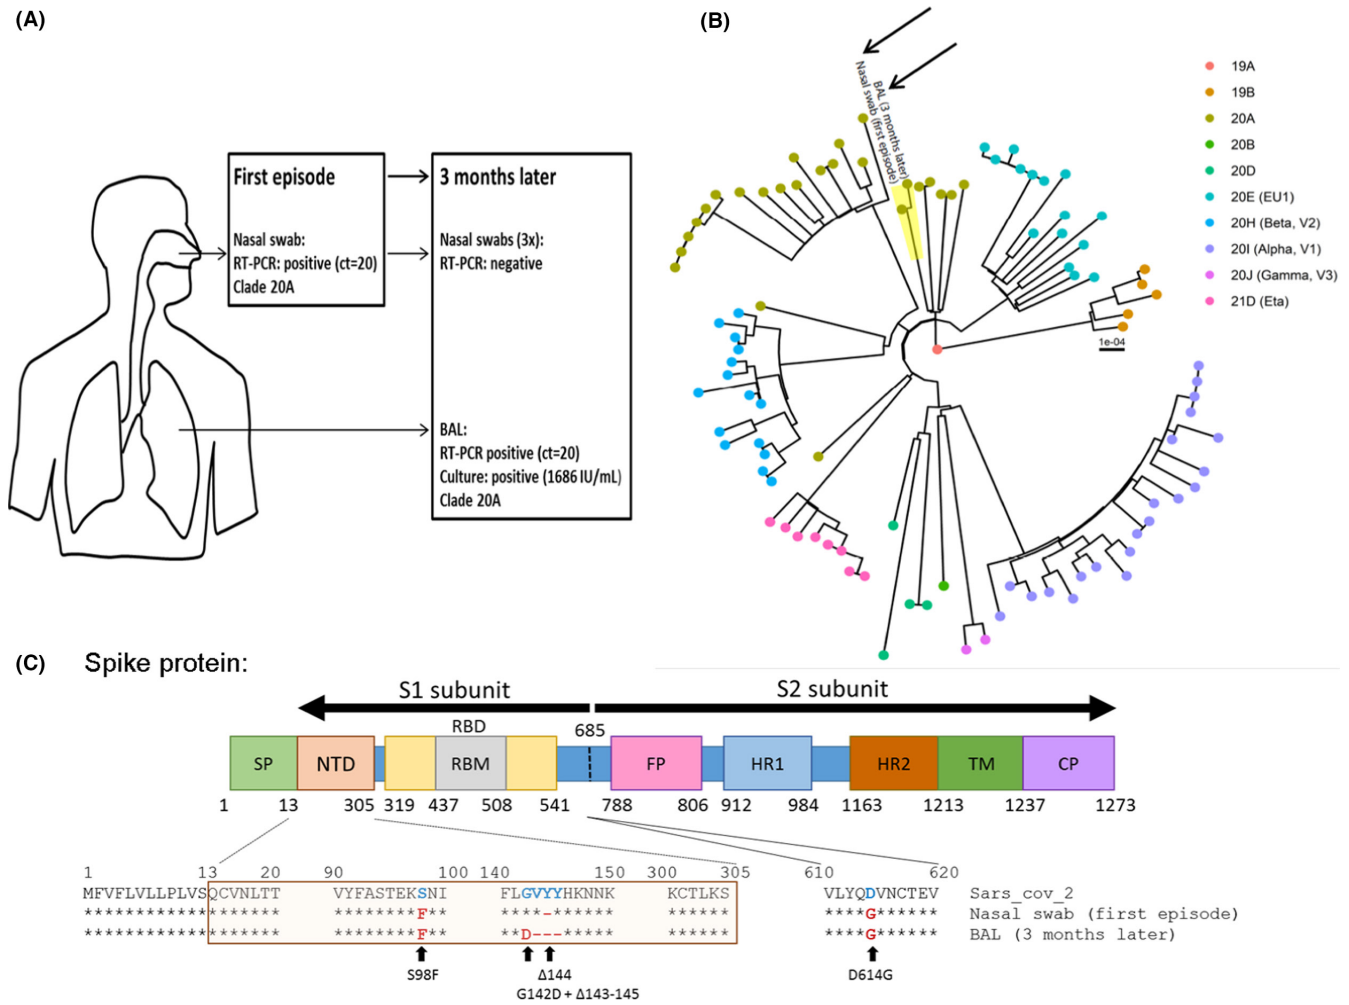 (A)
First episode
Nasal swab:
RT-PCR: positive (ct=20)
Clade 20A
3 months later
Nasal swabs (3x):
RT-PCR: negative
BAL:
RT-PCR positive (ct=20)
Culture: positive (1686 IU/mL)
Clade 20A
(B)
Nasal swab (first episode)
BAL (3 months later)
19A
19B
20A
20B
20D
20E (EU1)
20H (Beta, V2)
20I (Alpha, V1)
20J (Gamma, V3)
21D (Eta)
1e-04
(C) Spike protein:
S1 subunit S2 subunit
RBD 685
SP NTD RBM FP HR1 HR2 TM CP
1 13 305 319 437 508 541 788 806 912 984 1163 1213 1237 1273
1 13 20 90 100 140 150 300 305 610 620
MFVFLVLLPLVSQCVNLTT VYFASTEKSNI FLGVYYHKNNK KCTLKS VLYQDVNCTEV Sars_cov_2
******************* ********F** *****-***** ****** ****G****** Nasal swab (first episode)
******************* ********F** **D---***** ****** ****G****** BAL (3 months later)
S98F Δ144 D614G
G142D + Δ143-145